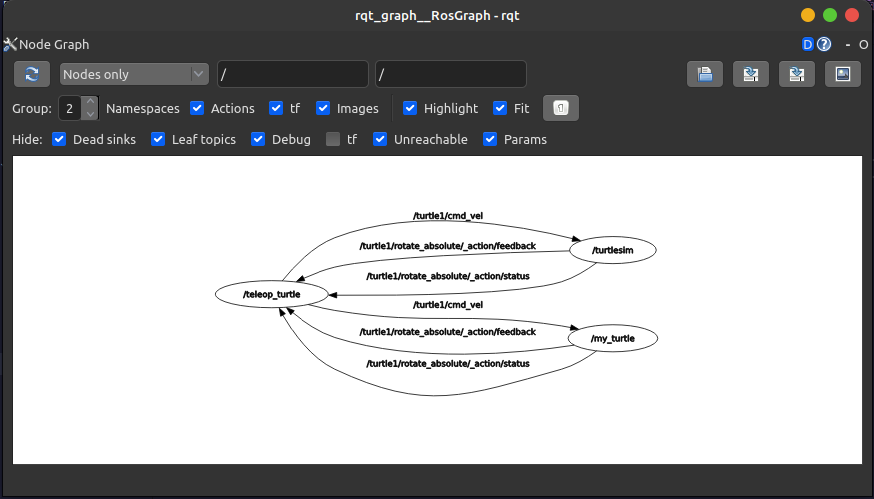 rqt_graph__RosGraph - rqt
Node Graph D ? - O
Nodes only / /
Group: 2 Namespaces Actions tf Images Highlight Fit 1
Hide: Dead sinks Leaf topics Debug tf Unreachable Params
/turtle1/cmd_vel
/turtle1/rotate_absolute/_action/feedback
/turtlesim
/turtle1/rotate_absolute/_action/status
/teleop_turtle
/turtle1/cmd_vel
/turtle1/rotate_absolute/_action/feedback
/my_turtle
/turtle1/rotate_absolute/_action/status